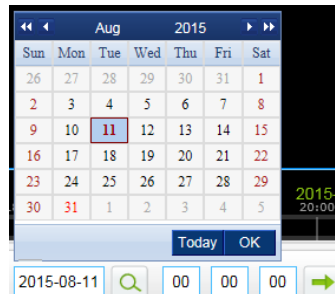 Aug 2015
Sun Mon Tue Wed Thu Fri Sat
26 27 28 29 30 31 1
2 3 4 5 6 7 8
9 10 11 12 13 14 15
16 17 18 19 20 21 22
23 24 25 26 27 28 29
30 31 1 2 3 4 5
2015-
20:00
Today OK
2015-08-11 00 00 00